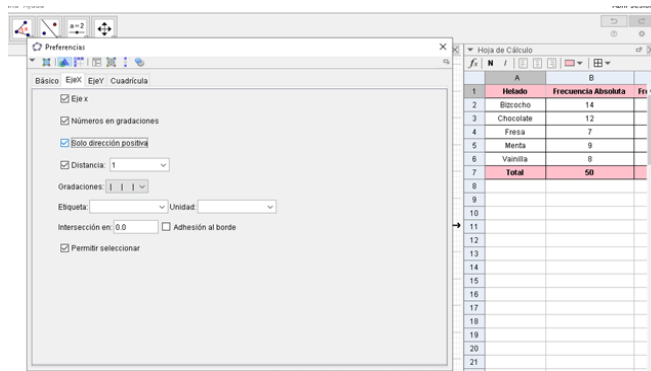 a=2
Preferencias
Básico EjeX EjeY Cuadrícula
Eje x
Números en gradaciones
Solo dirección positiva
Distancia: 1
Gradaciones: | | |
Etiqueta: Unidad:
Intersección en: 0.0 Adhesión al borde
Permitir seleccionar
Hoja de Cálculo
fx N I
A B
1 Helado Frecuencia Absoluta
2 Bizcocho 14
3 Chocolate 12
4 Fresa 7
5 Menta 9
6 Vainilla 8
7 Total 50
8
9
10
11
12
13
14
15
16
17
18
19
20
21